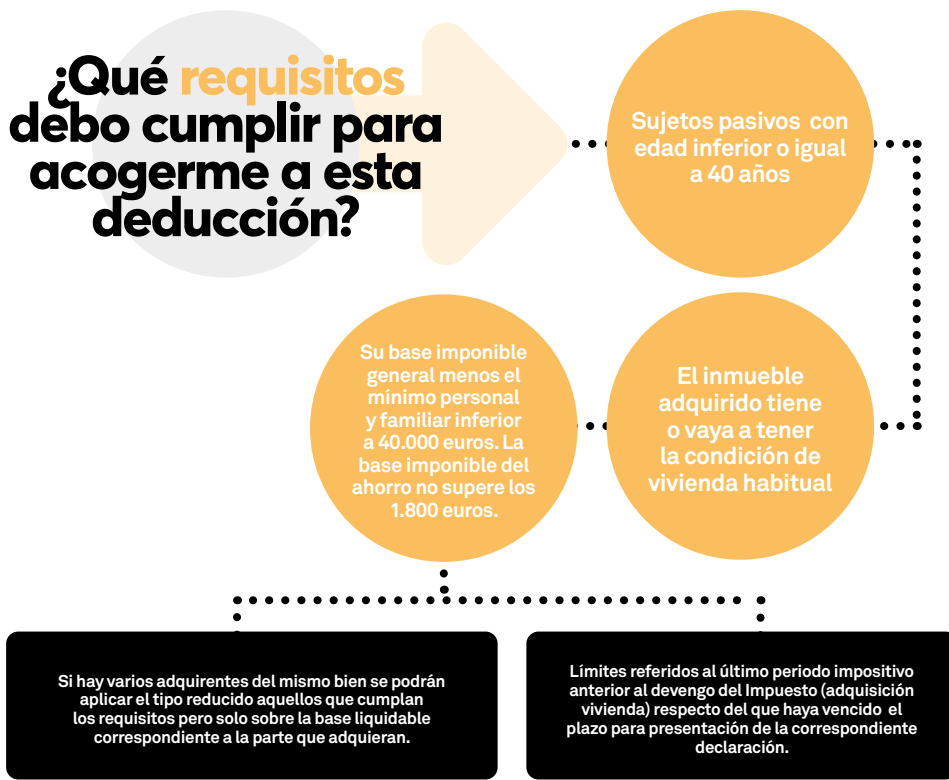 ¿Qué requisitos
debo cumplir para
acogerme a esta
deducción?
Sujetos pasivos con
edad inferior o igual
a 40 años
El inmueble
adquirido tiene
o vaya a tener
la condición de
vivienda habitual
Su base imponible
general menos el
mínimo personal
y familiar inferior
a 40.000 euros. La
base imponible del
ahorro no supere los
1.800 euros.
Si hay varios adquirentes del mismo bien se podrán
aplicar el tipo reducido aquellos que cumplan
los requisitos pero solo sobre la base liquidable
correspondiente a la parte que adquieran.
Límites referidos al último periodo impositivo
anterior al devengo del Impuesto (adquisición
vivienda) respecto del que haya vencido el
plazo para presentación de la correspondiente
declaración.